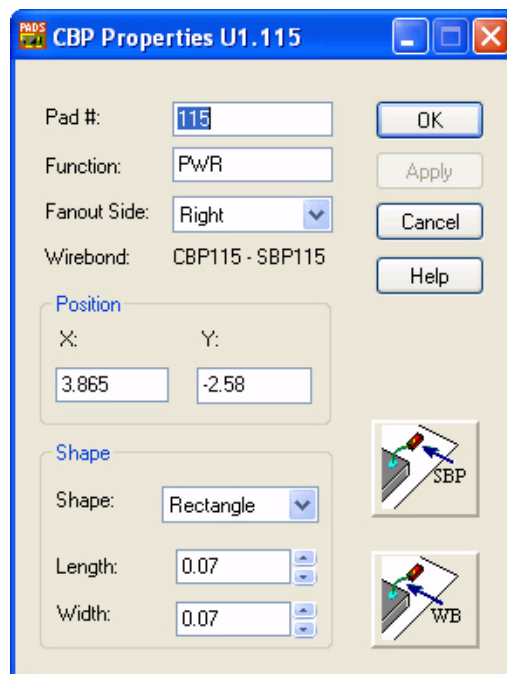 PADS CBP Properties U1.115
Pad #: 115 OK
Function: PWR Apply
Fanout Side: Right Cancel
Wirebond: CBP115 - SBP115 Help
Position
X: Y:
3.865 -2.58
Shape
Shape: Rectangle SBP
Length: 0.07
Width: 0.07 WB